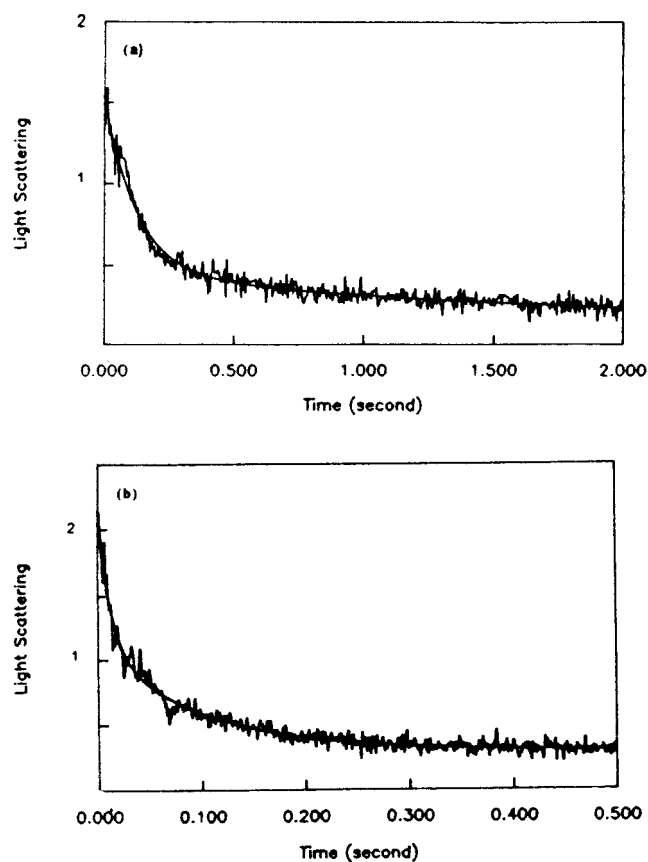 2
(a)
Light Scattering
1
0.000 0.500 1.000 1.500 2.000
Time (second)
(b)
2
Light Scattering
1
0.000 0.100 0.200 0.300 0.400 0.500
Time (second)